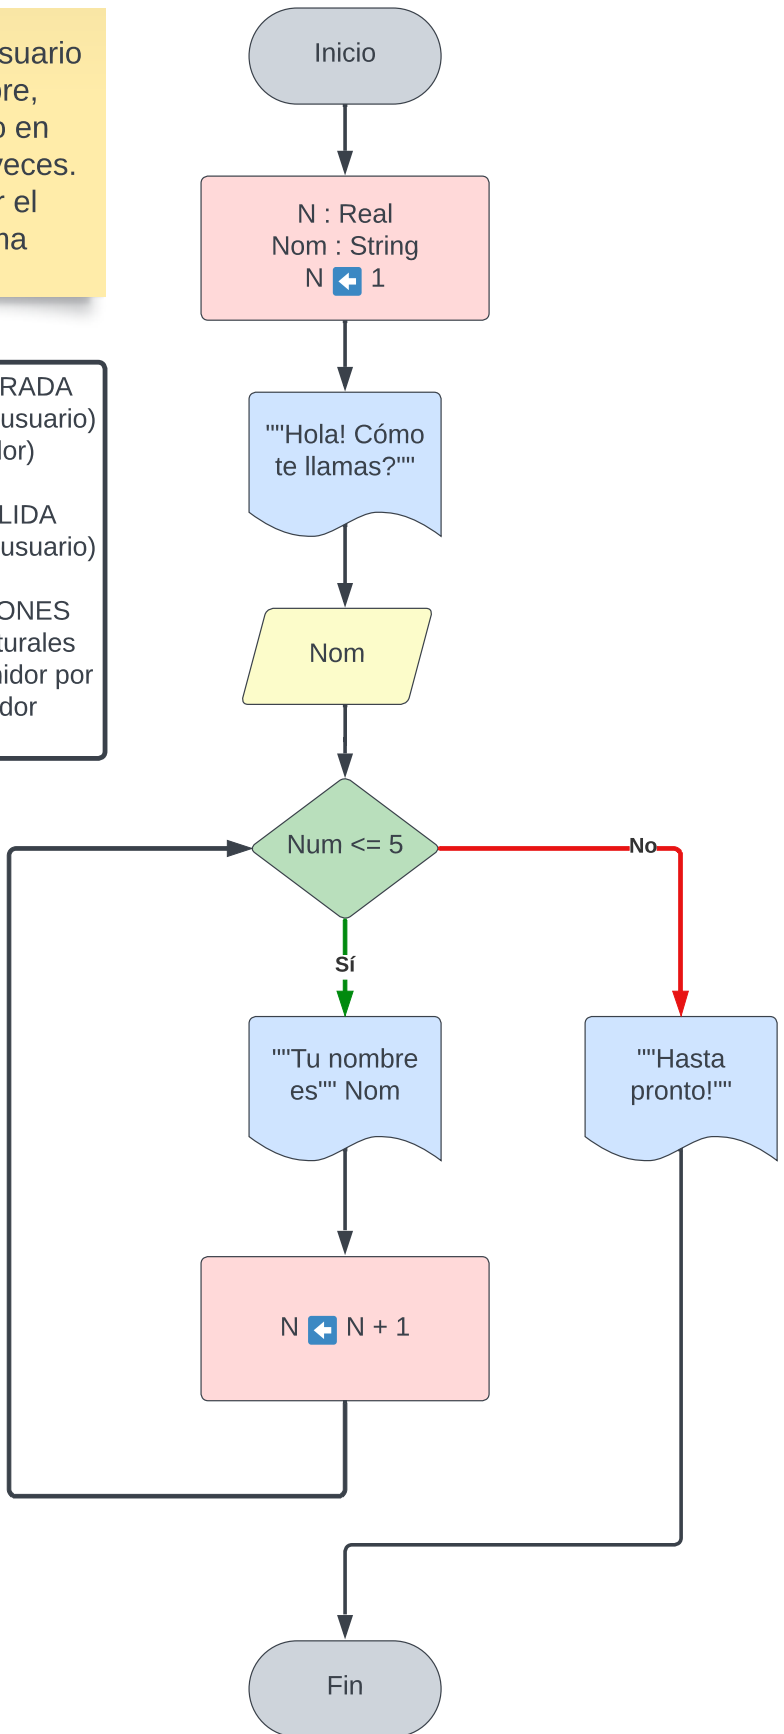 suario
re,
o en
veces.
r el
na
RADA
usuario)
lor)
LIDA
usuario)
ONES
turales
nidor por
dor
Inicio
N : Real
Nom : String
N ⬅ 1
""Hola! Cómo
te llamas?""
Nom
Num <= 5
No
Sí
""Tu nombre
es"" Nom
""Hasta
pronto!""
N ⬅ N + 1
Fin